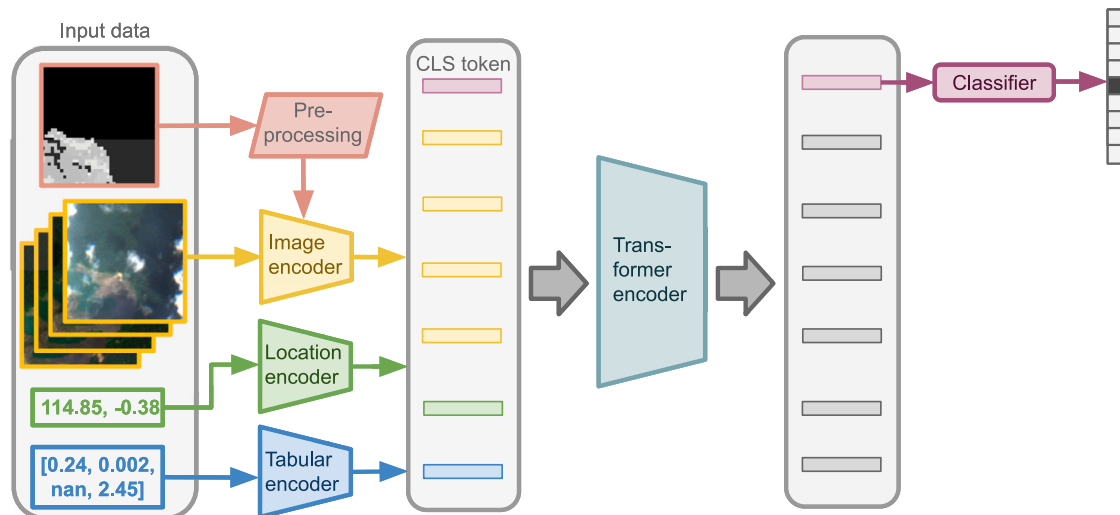 Input data
CLS token
Pre-
processing
Classifier
Image
encoder
Trans-
former
encoder
Location
encoder
114.85, -0.38
[0.24, 0.002,
nan, 2.45]
Tabular
encoder